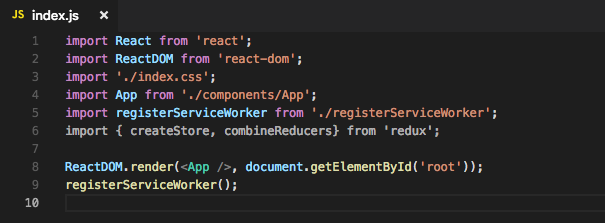 JS index.js ×
1 import React from 'react';
2 import ReactDOM from 'react-dom';
3 import './index.css';
4 import App from './components/App';
5 import registerServiceWorker from './registerServiceWorker';
6 import { createStore, combineReducers} from 'redux';
7
8 ReactDOM.render(<App />, document.getElementById('root'));
9 registerServiceWorker();
10